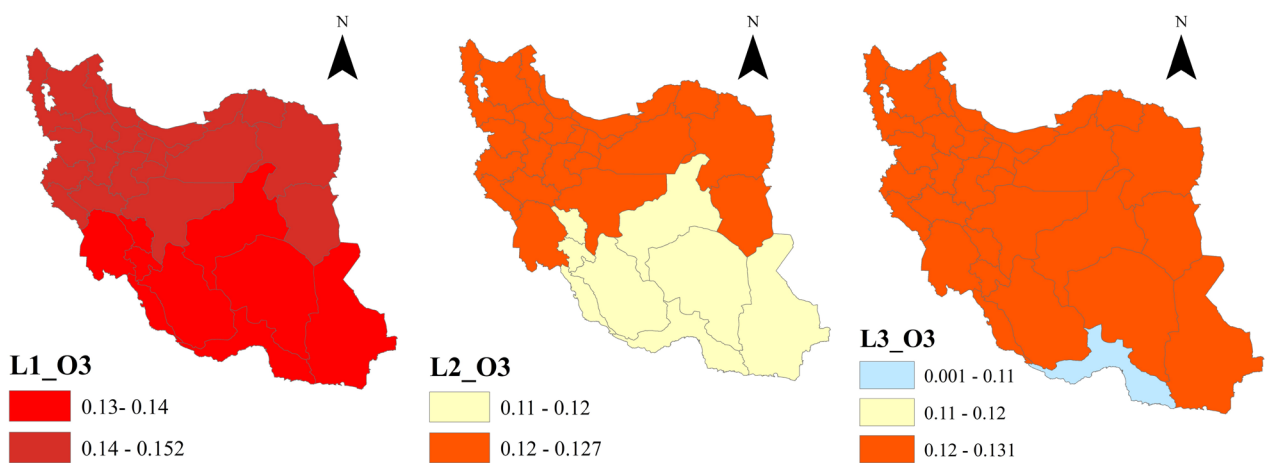 N
L1_O3
0.13- 0.14
0.14 - 0.152
N
L2_O3
0.11 - 0.12
0.12 - 0.127
N
L3_O3
0.001 - 0.11
0.11 - 0.12
0.12 - 0.131